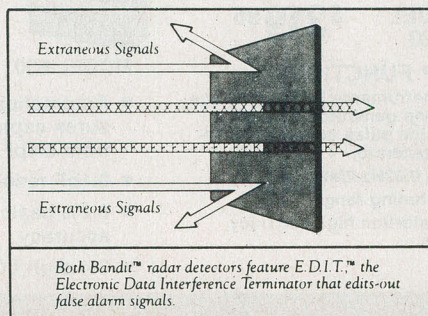 Extraneous Signals
Extraneous Signals
Both Bandit™ radar detectors feature E.D.I.T.,™ the
Electronic Data Interference Terminator that edits-out
false alarm signals.